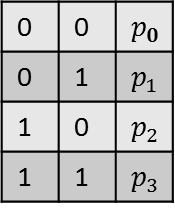 0 0 p₀
0 1 p₁
1 0 p₂
1 1 p₃